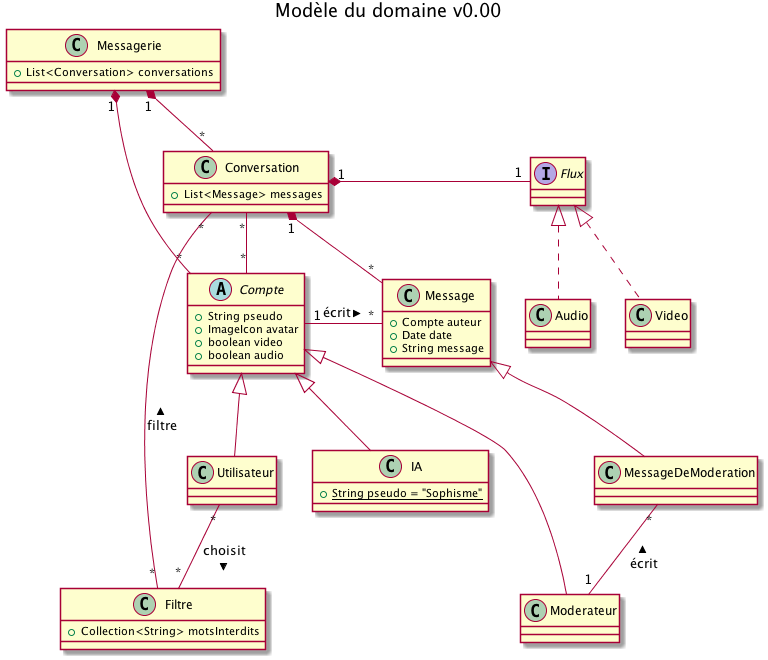 Modèle du domaine v0.00
C Messagerie
List<Conversation> conversations
1 1
*
C Conversation
List<Message> messages
1 1
I Flux
* * 1
* * *
A Compte
String pseudo
ImageIcon avatar
boolean video
boolean audio
1 écrit *
C Message
Compte auteur
Date date
String message
C Audio
C Video
filtre
C Utilisateur
C IA
String pseudo = "Sophisme"
C MessageDeModeration
* *
choisit
écrit
* * 1
C Filtre
Collection<String> motsInterdits
C Moderateur